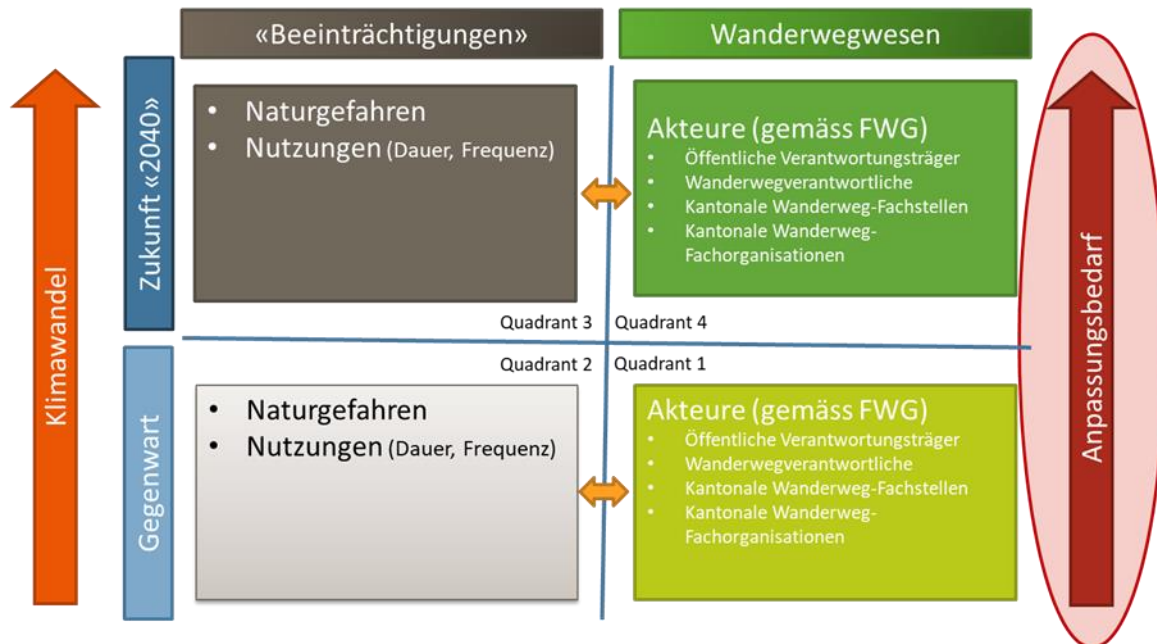 «Beeinträchtigungen»
Wanderwegwesen
Klimawandel
Zukunft «2040»
• Naturgefahren
• Nutzungen (Dauer, Frequenz)
Akteure (gemäss FWG)
• Öffentliche Verantwortungsträger
• Wanderwegverantwortliche
• Kantonale Wanderweg-Fachstellen
• Kantonale Wanderweg-
Fachorganisationen
Anpassungsbedarf
Quadrant 3
Quadrant 4
Quadrant 2
Quadrant 1
Gegenwart
• Naturgefahren
• Nutzungen (Dauer, Frequenz)
Akteure (gemäss FWG)
• Öffentliche Verantwortungsträger
• Wanderwegverantwortliche
• Kantonale Wanderweg-Fachstellen
• Kantonale Wanderweg-
Fachorganisationen